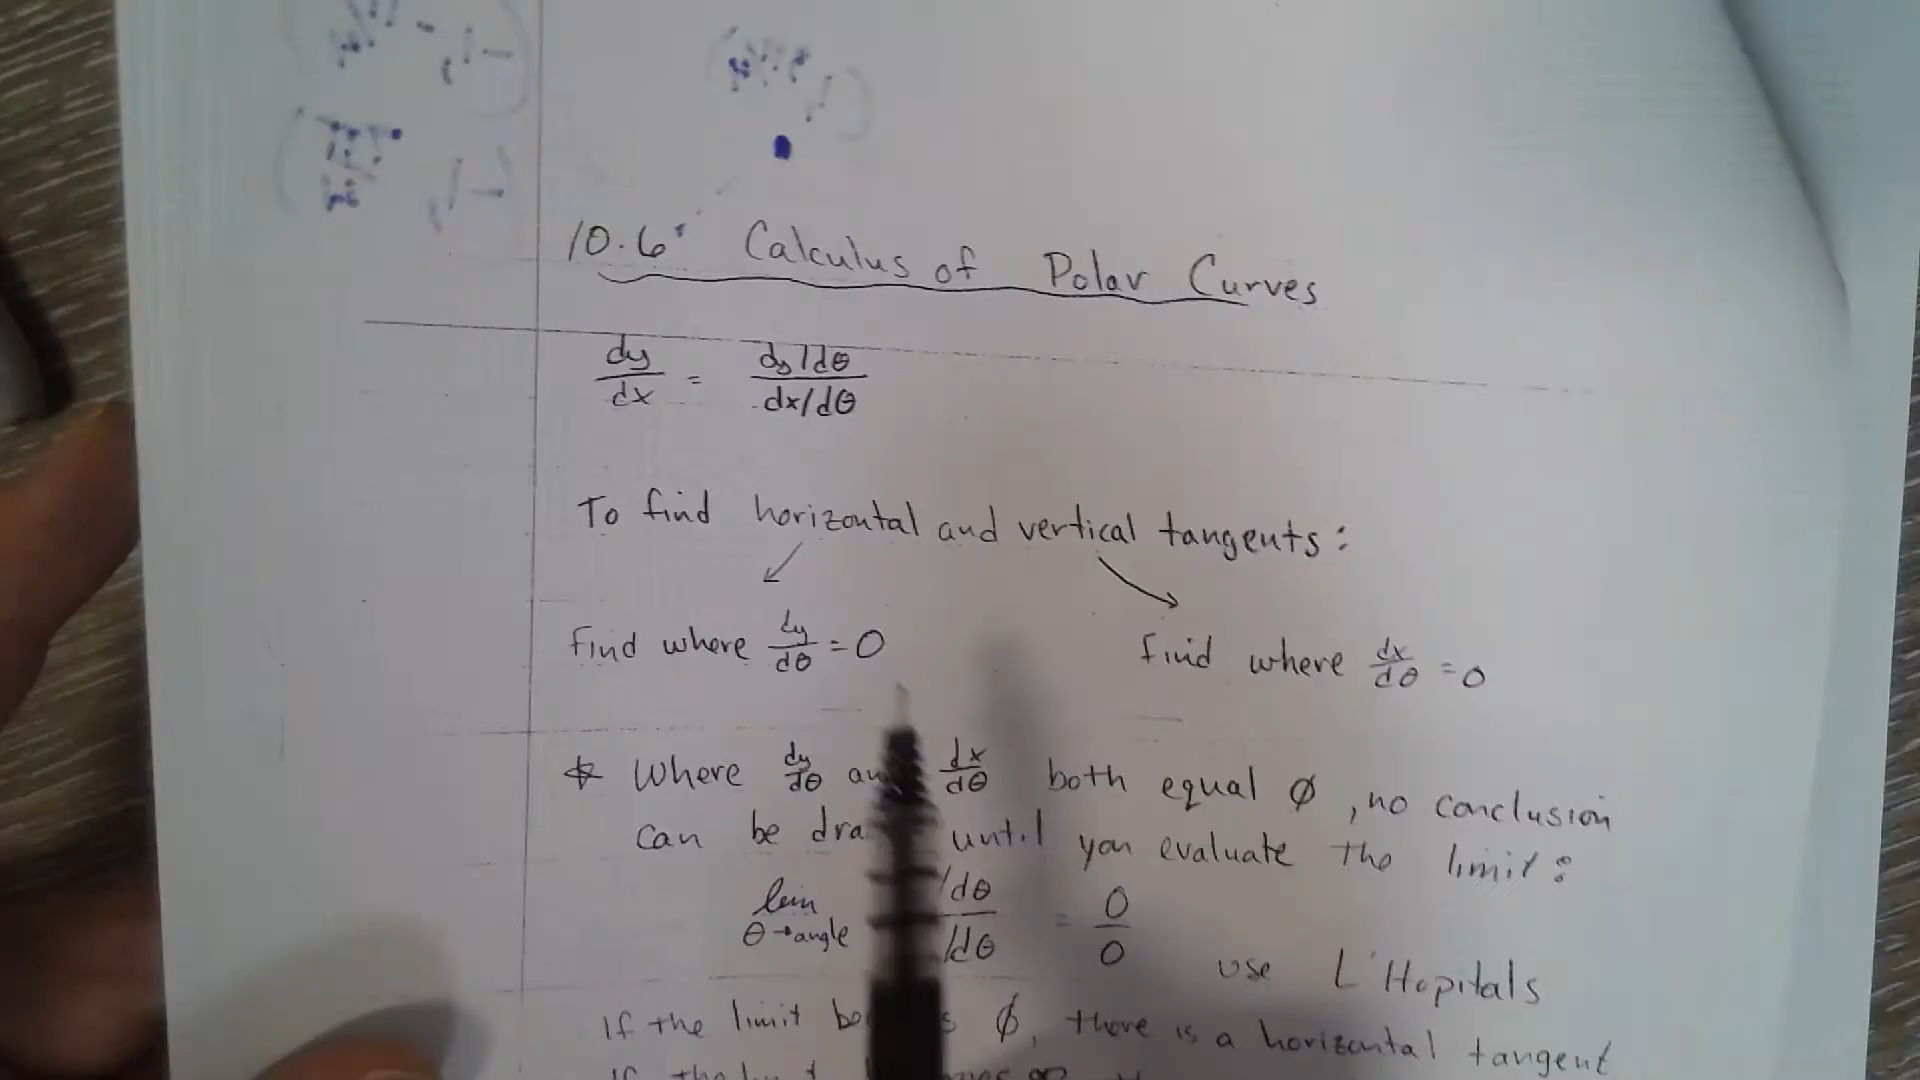 10.6 Calculus of Polar Curves
dy/dx = (dy/dθ)/(dx/dθ)
To find horizontal and vertical tangents:
find where dy/dθ = 0 find where dx/dθ = 0
* Where dy/dθ dx/dθ both equal ∅, no conclusion
can be until you evaluate the limit:
lim θ→angle /dθ /dθ = 0/0 use L'Hopitals
If the limit ∅, there is a horizontal tangent